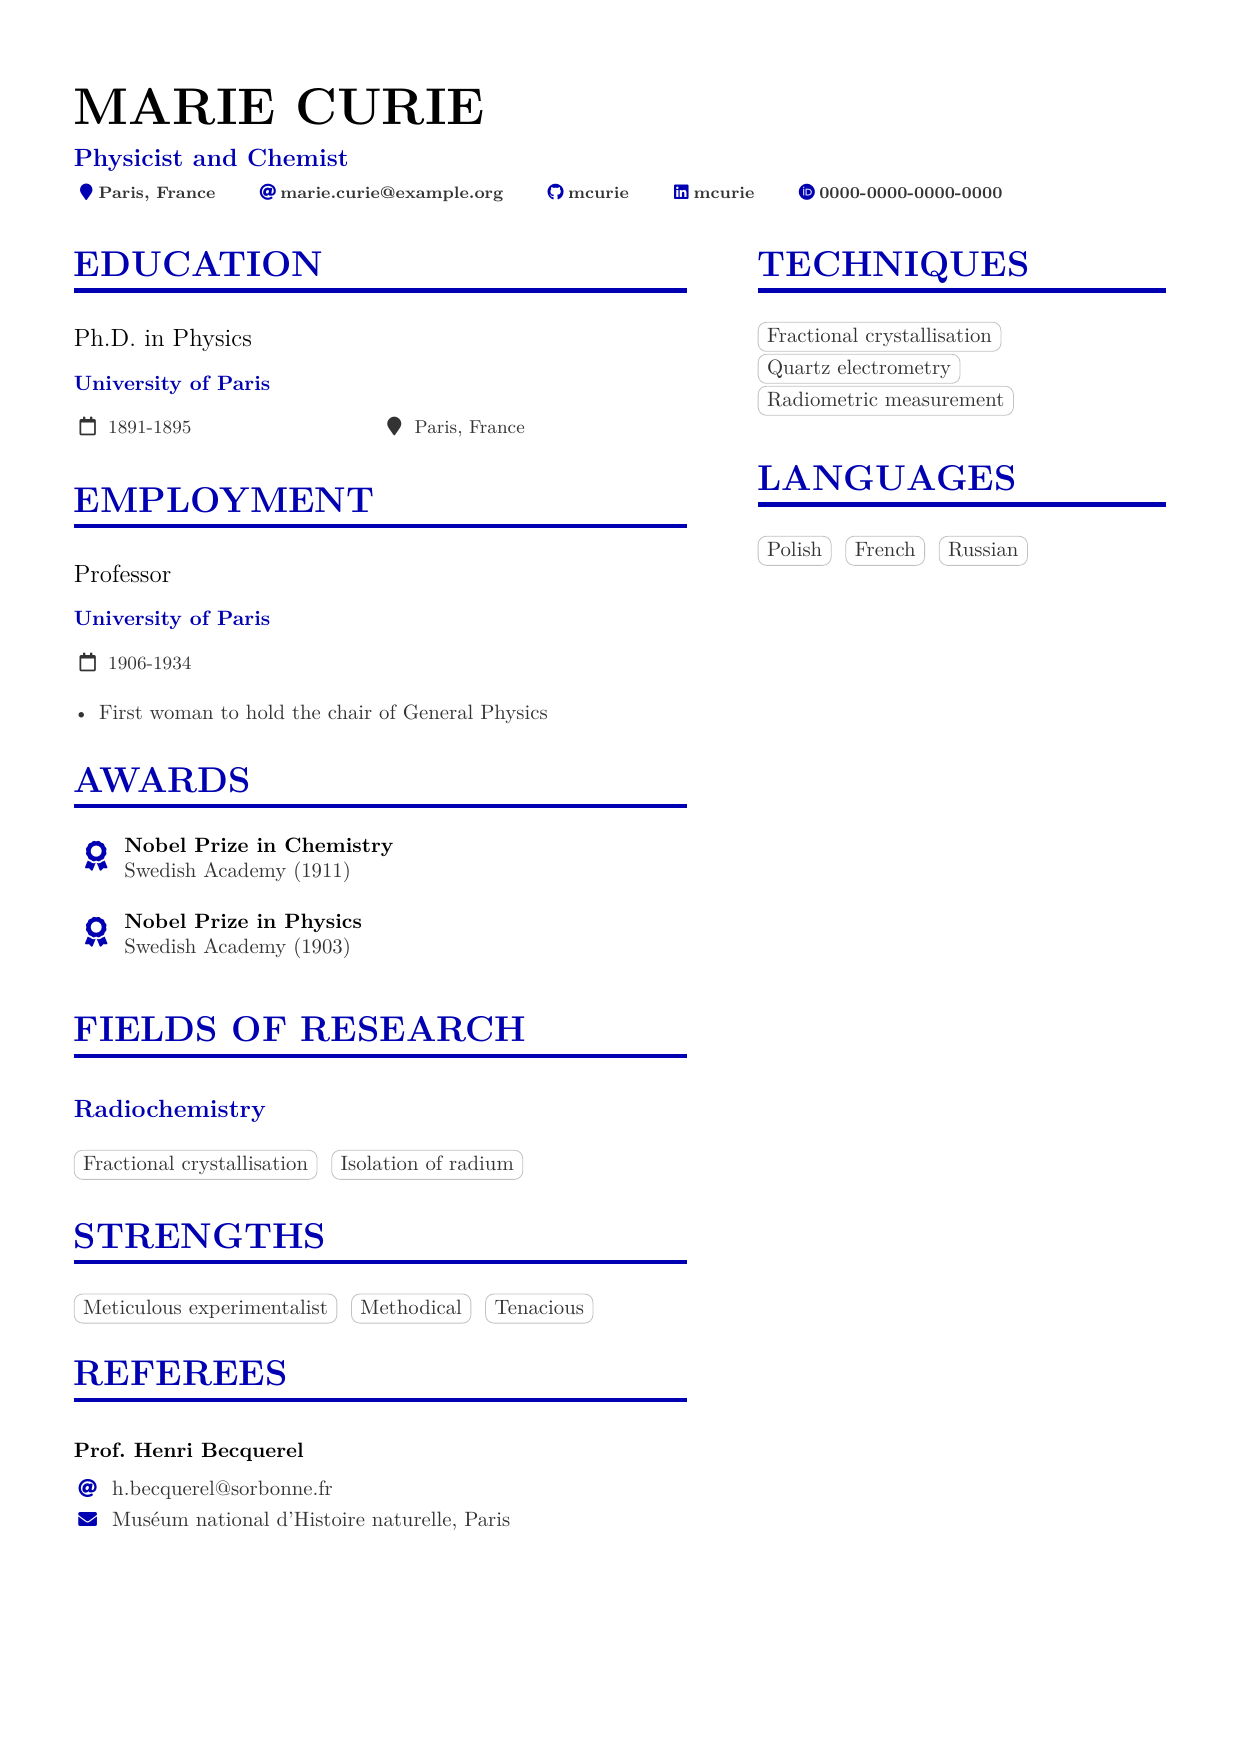 MARIE CURIE
Physicist and Chemist
Paris, France marie.curie@example.org mcurie mcurie 0000-0000-0000-0000
EDUCATION
Ph.D. in Physics
University of Paris
1891-1895 Paris, France
EMPLOYMENT
Professor
University of Paris
1906-1934
• First woman to hold the chair of General Physics
AWARDS
Nobel Prize in Chemistry
Swedish Academy (1911)
Nobel Prize in Physics
Swedish Academy (1903)
FIELDS OF RESEARCH
Radiochemistry
Fractional crystallisation Isolation of radium
STRENGTHS
Meticulous experimentalist Methodical Tenacious
REFEREES
Prof. Henri Becquerel
h.becquerel@sorbonne.fr
Muséum national d'Histoire naturelle, Paris
TECHNIQUES
Fractional crystallisation
Quartz electrometry
Radiometric measurement
LANGUAGES
Polish French Russian